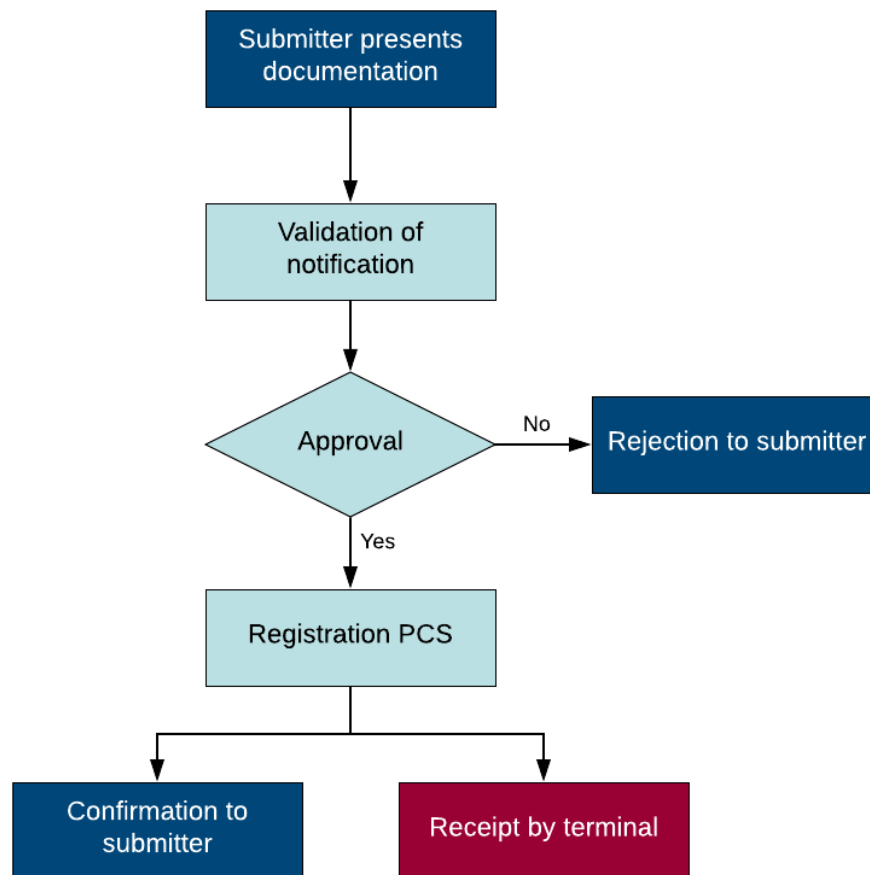 Submitter presents
documentation
Validation of
notification
Approval
No
Rejection to submitter
Yes
Registration PCS
Confirmation to
submitter
Receipt by terminal